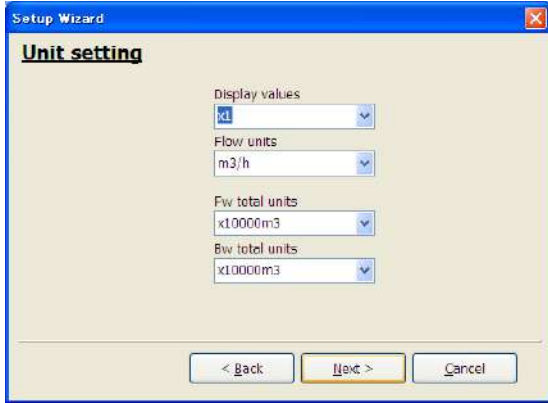 Setup Wizard
Unit setting
Display values
x1
Flow units
m3/h
Fw total units
x10000m3
Bw total units
x10000m3
< Back Next > Cancel